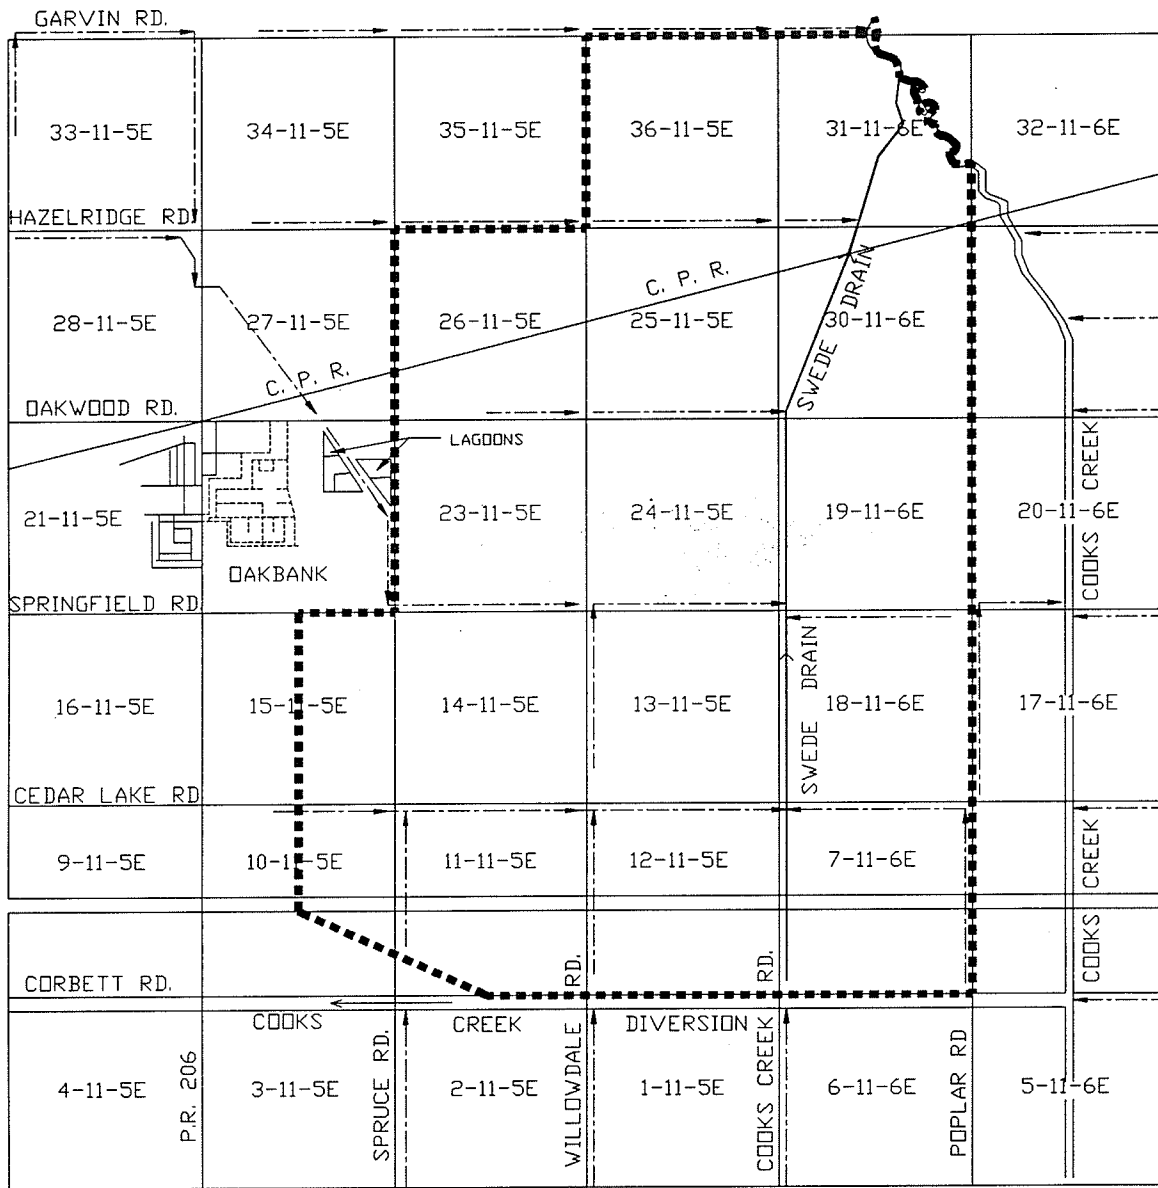 GARVIN RD.
33-11-5E
34-11-5E
35-11-5E
36-11-5E
31-11-6E
32-11-6E
HAZELRIDGE RD
28-11-5E
27-11-5E
26-11-5E
25-11-5E
30-11-6E
C. P. R.
C. P. R.
SWEDE DRAIN
OAKWOOD RD.
LAGOONS
21-11-5E
23-11-5E
24-11-5E
19-11-6E
20-11-6E
COOKS CREEK
OAKBANK
SPRINGFIELD RD.
16-11-5E
15-11-5E
14-11-5E
13-11-5E
18-11-6E
17-11-6E
SWEDE DRAIN
CEDAR LAKE RD
9-11-5E
10-11-5E
11-11-5E
12-11-5E
7-11-6E
COOKS CREEK
CORBETT RD.
COOKS CREEK DIVERSION
4-11-5E
3-11-5E
2-11-5E
1-11-5E
6-11-6E
5-11-6E
P.R. 206
SPRUCE RD.
WILLOWDALE RD.
COOKS CREEK RD.
POPLAR RD